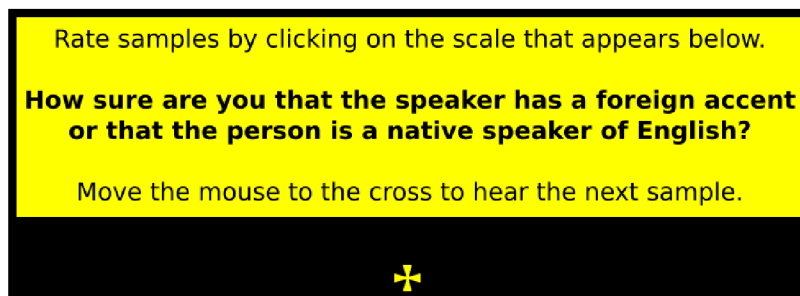 Rate samples by clicking on the scale that appears below.
How sure are you that the speaker has a foreign accent
or that the person is a native speaker of English?
Move the mouse to the cross to hear the next sample.